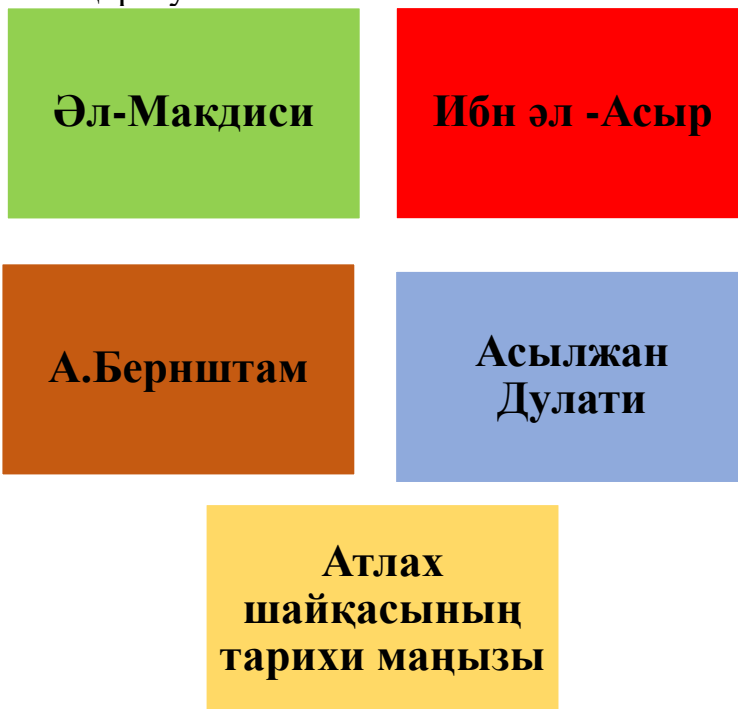 Әл-Макдиси
Ибн әл -Асыр
А.Бернштам
Асылжан
Дулати
Атлах
шайқасының
тарихи маңызы